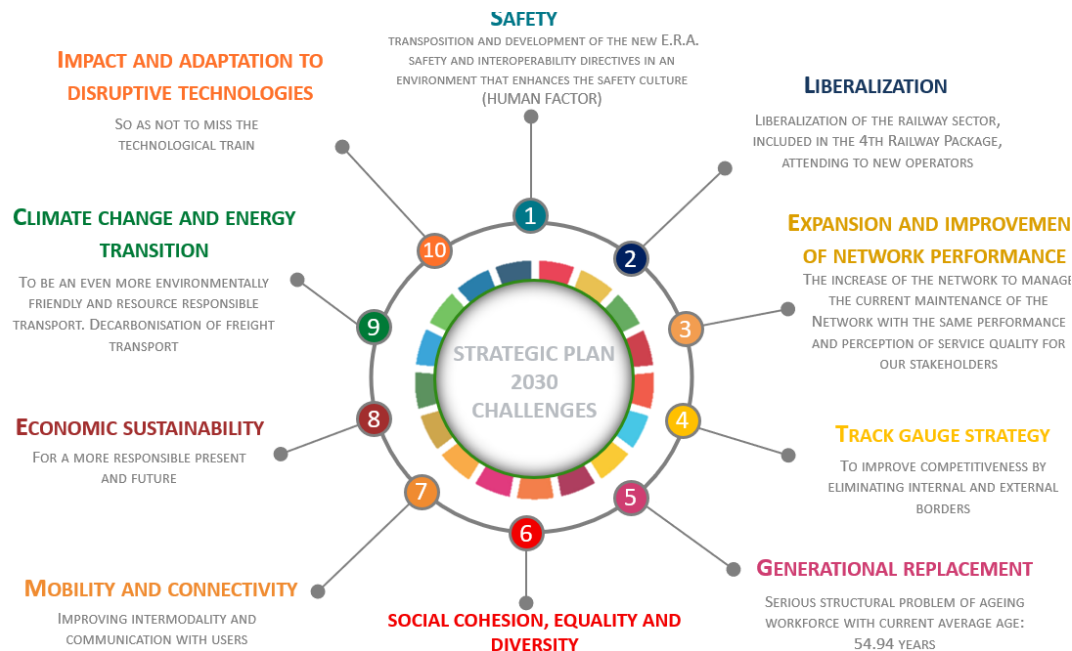 SAFETY
TRANSPOSITION AND DEVELOPMENT OF THE NEW E.R.A.
SAFETY AND INTEROPERABILITY DIRECTIVES IN AN
ENVIRONMENT THAT ENHANCES THE SAFETY CULTURE
(HUMAN FACTOR)
1
LIBERALIZATION
LIBERALIZATION OF THE RAILWAY SECTOR,
INCLUDED IN THE 4TH RAILWAY PACKAGE,
ATTENDING TO NEW OPERATORS
2
EXPANSION AND IMPROVEMEN
OF NETWORK PERFORMANCE
THE INCREASE OF THE NETWORK TO MANAGE
THE CURRENT MAINTENANCE OF THE
NETWORK WITH THE SAME PERFORMANCE
AND PERCEPTION OF SERVICE QUALITY FOR
OUR STAKEHOLDERS
3
TRACK GAUGE STRATEGY
TO IMPROVE COMPETITIVENESS BY
ELIMINATING INTERNAL AND EXTERNAL
BORDERS
4
GENERATIONAL REPLACEMENT
SERIOUS STRUCTURAL PROBLEM OF AGEING
WORKFORCE WITH CURRENT AVERAGE AGE:
54.94 YEARS
5
SOCIAL COHESION, EQUALITY AND
DIVERSITY
6
MOBILITY AND CONNECTIVITY
IMPROVING INTERMODALITY AND
COMMUNICATION WITH USERS
7
ECONOMIC SUSTAINABILITY
FOR A MORE RESPONSIBLE PRESENT
AND FUTURE
8
CLIMATE CHANGE AND ENERGY
TRANSITION
TO BE AN EVEN MORE ENVIRONMENTALLY
FRIENDLY AND RESOURCE RESPONSIBLE
TRANSPORT. DECARBONISATION OF FREIGHT
TRANSPORT
9
IMPACT AND ADAPTATION TO
DISRUPTIVE TECHNOLOGIES
SO AS NOT TO MISS THE
TECHNOLOGICAL TRAIN
10
STRATEGIC PLAN
2030
CHALLENGES